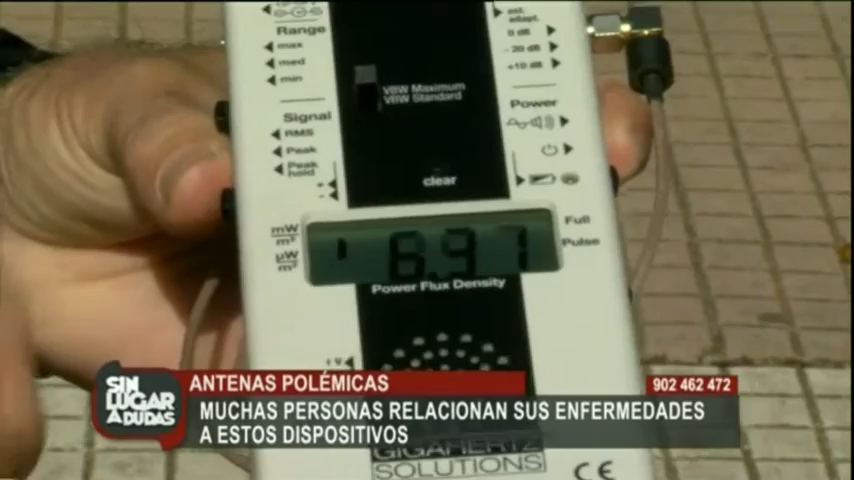 Range
max
med
min
Signal
RMS
Peak
Peak
hold
mW
m²
µW
m²
VBW Maximum
VBW Standard
clear
ext.
adapt.
0 dB
- 20 dB
+10 dB
Power
Full
Pulse
6.97
Power Flux Density
SIN
LUGAR
A DUDAS
ANTENAS POLÉMICAS
902 462 472
MUCHAS PERSONAS RELACIONAN SUS ENFERMEDADES
A ESTOS DISPOSITIVOS
GIGAHERTZ
SOLUTIONS
CE